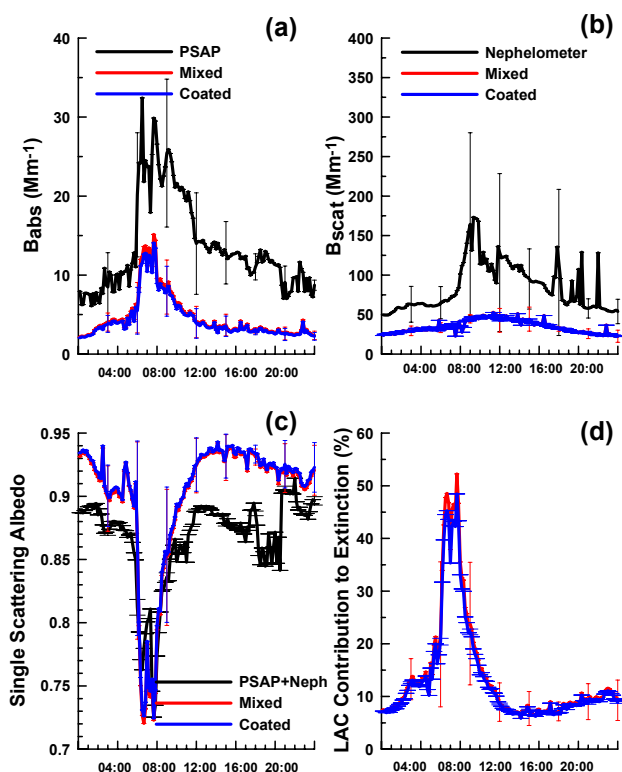 (a)
PSAP
Mixed
Coated
Babs (Mm-1)
40
30
20
10
0
04:00 08:00 12:00 16:00 20:00
(b)
Nephelometer
Mixed
Coated
Bscat (Mm-1)
400
350
300
250
200
150
100
50
0
04:00 08:00 12:00 16:00 20:00
(c)
Single Scattering Albedo
0.95
0.9
0.85
0.8
0.75
0.7
PSAP+Neph
Mixed
Coated
04:00 08:00 12:00 16:00 20:00
(d)
LAC Contribution to Extinction (%)
60
50
40
30
20
10
0
04:00 08:00 12:00 16:00 20:00